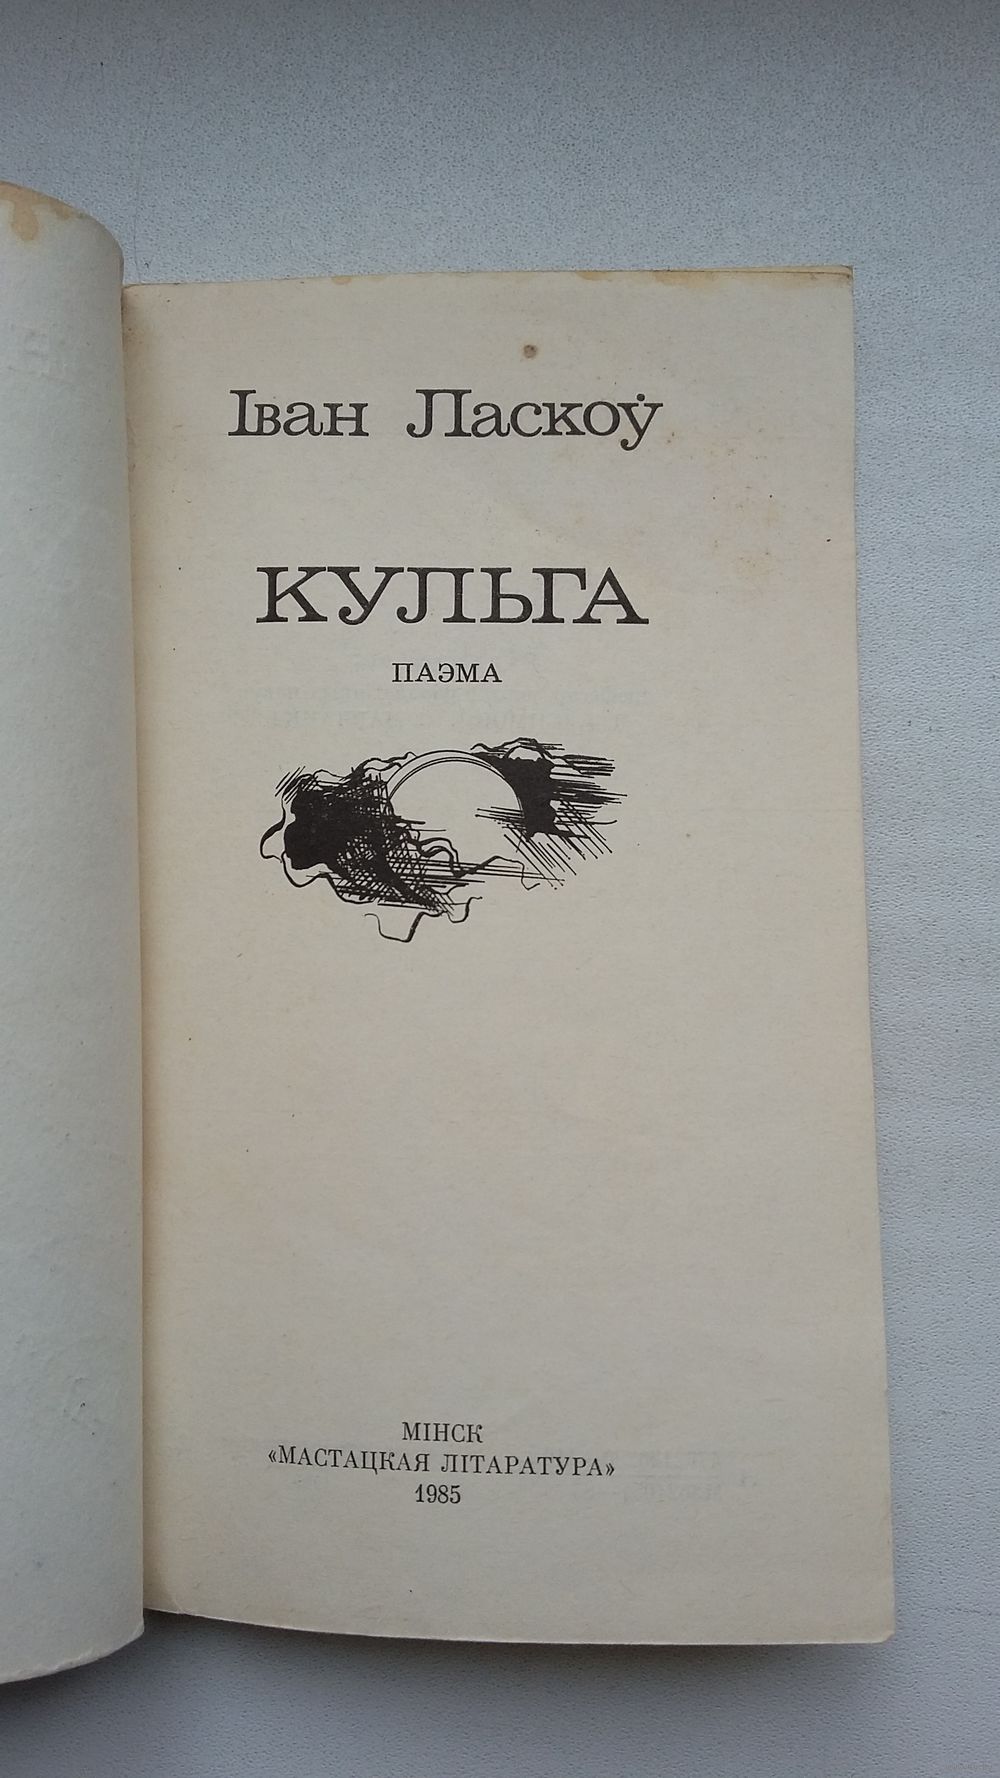 Іван Ласкоў
КУЛЬГА
ПАЭМА
МІНСК
«МАСТАЦКАЯ ЛІТАРАТУРА»
1985